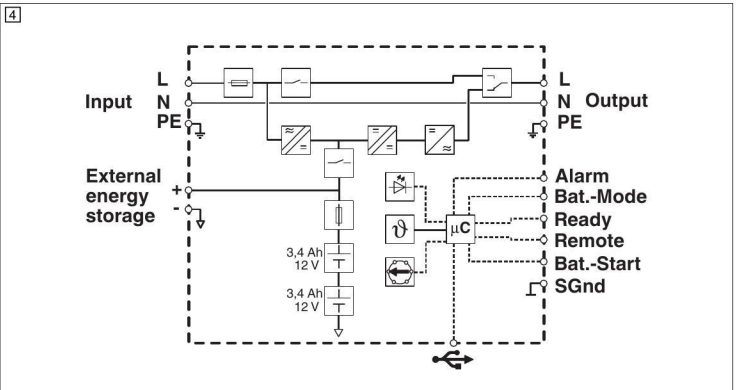 4
Input
L
N
PE
L
N Output
PE
External
energy
storage
+
-
3,4 Ah
12 V
3,4 Ah
12 V
ϑ
µC
Alarm
Bat.-Mode
Ready
Remote
Bat.-Start
SGnd